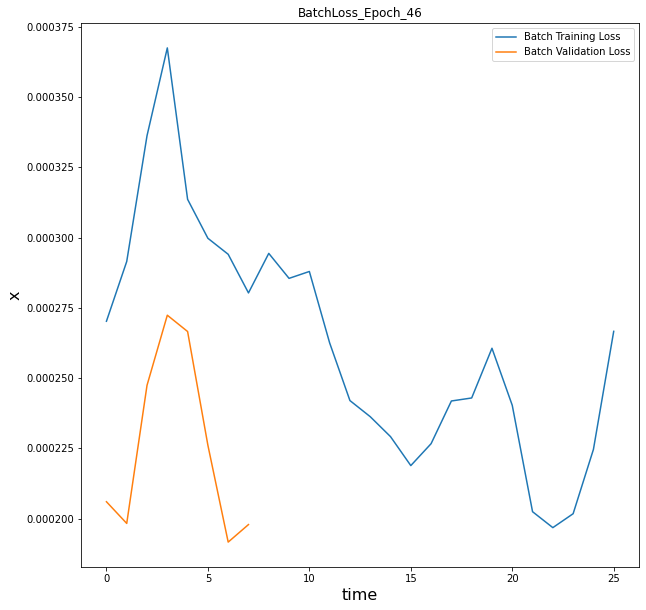 BatchLoss_Epoch_46
Batch Training Loss
Batch Validation Loss
0.000375
0.000350
0.000325
0.000300
0.000275
0.000250
0.000225
0.000200
x
0 5 10 15 20 25
time